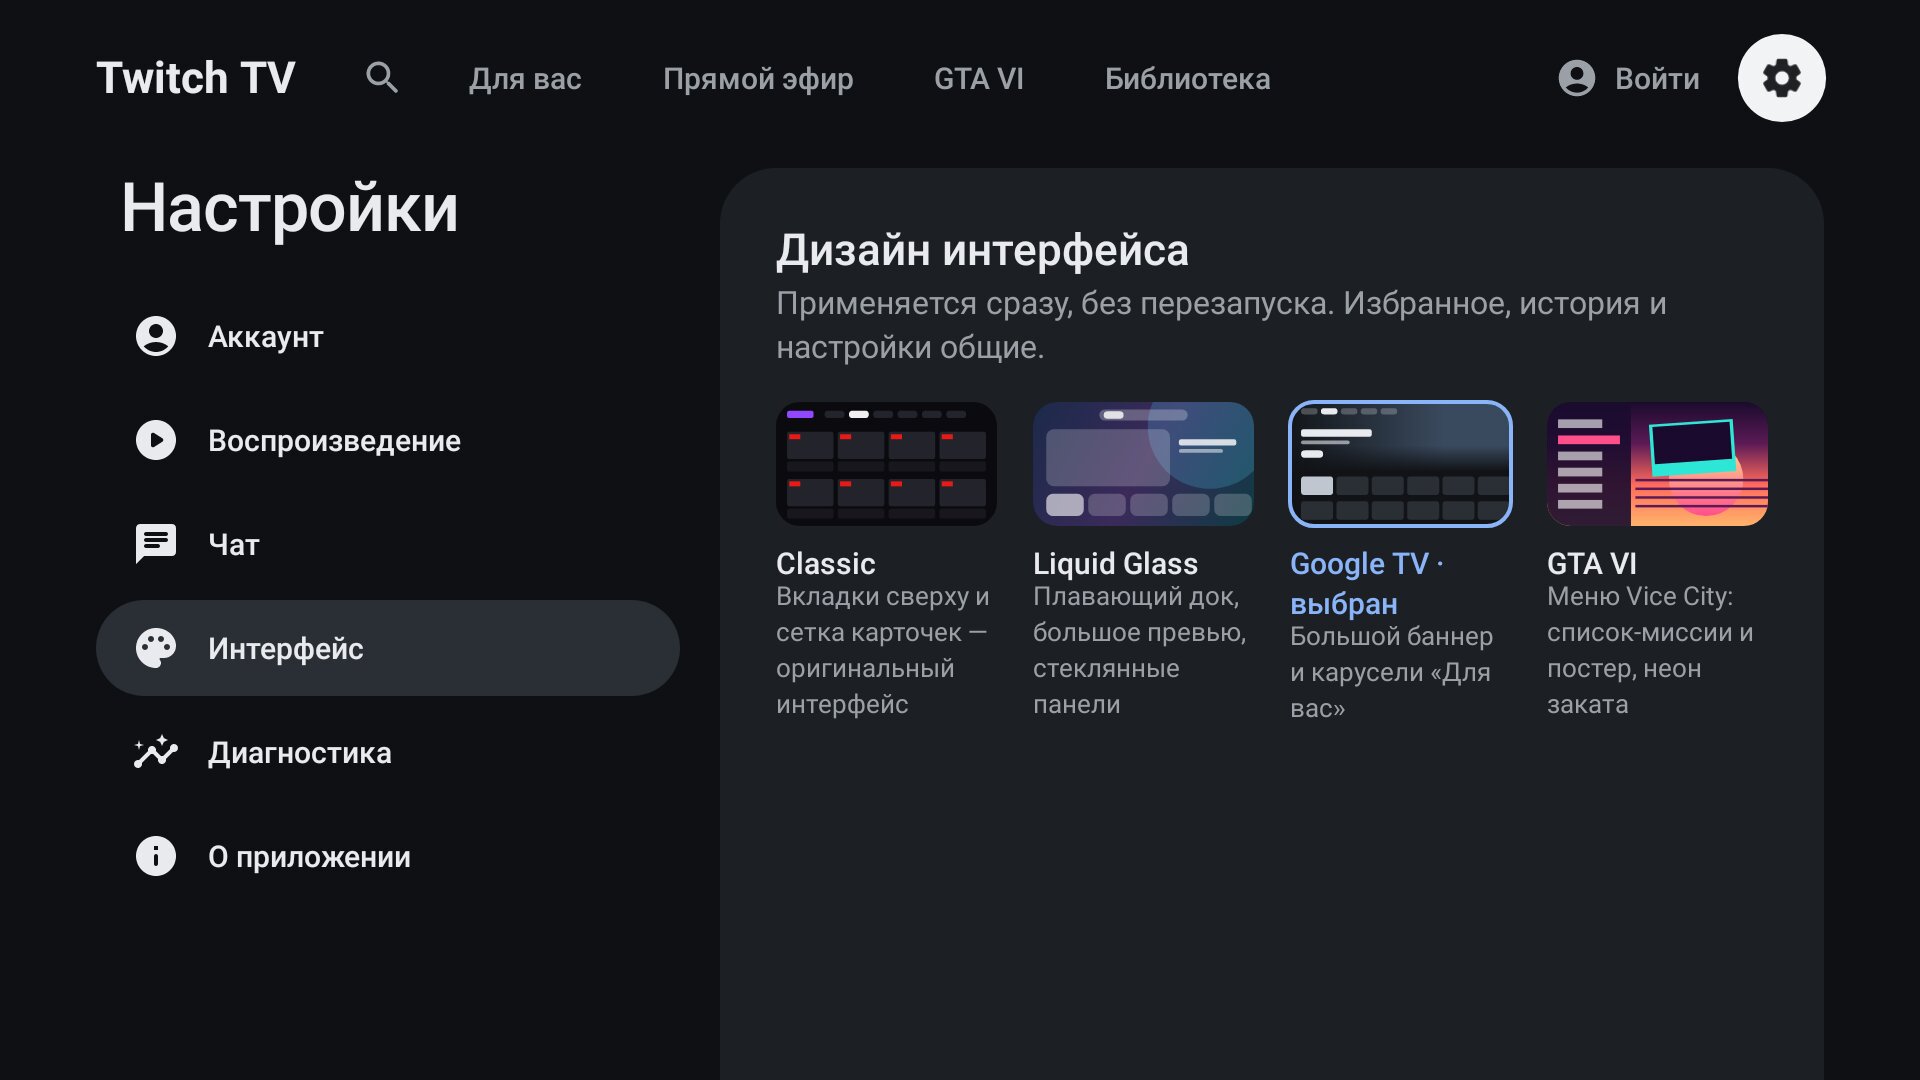 Twitch TV
Для вас
Прямой эфир
GTA VI
Библиотека
Войти
Настройки
Аккаунт
Воспроизведение
Чат
Интерфейс
Диагностика
О приложении
Дизайн интерфейса
Применяется сразу, без перезапуска. Избранное, история и
настройки общие.
Classic
Вкладки сверху и
сетка карточек —
оригинальный
интерфейс
Liquid Glass
Плавающий док,
большое превью,
стеклянные
панели
Google TV ·
выбран
Большой баннер
и карусели «Для
вас»
GTA VI
Меню Vice City:
список-миссии и
постер, неон
заката